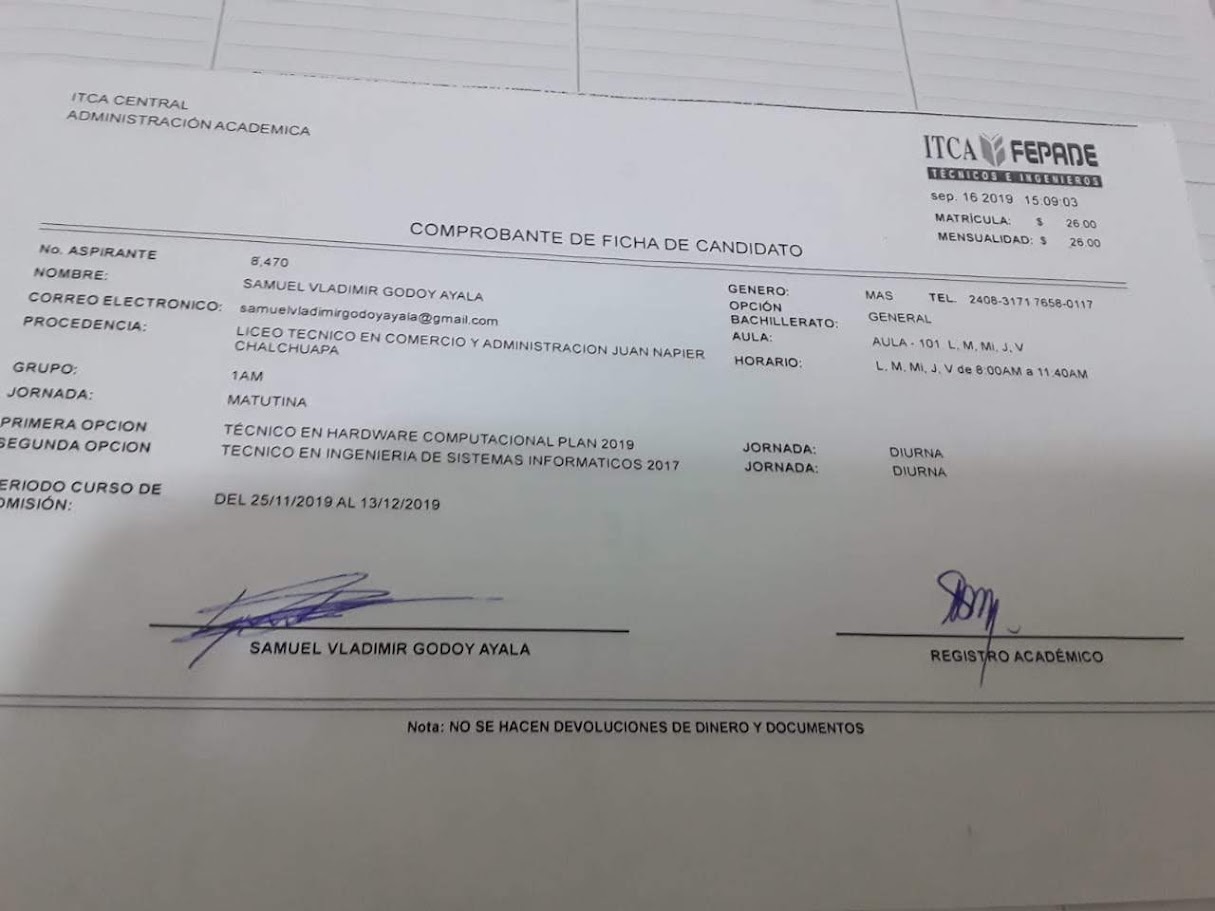 ITCA CENTRAL
ADMINISTRACIÓN ACADEMICA
ITCA FEPADE
TÉCNICOS E INGENIEROS
sep. 16 2019 15:09:03
MATRÍCULA: $ 26.00
MENSUALIDAD: $ 26.00
COMPROBANTE DE FICHA DE CANDIDATO
No. ASPIRANTE 8,470
NOMBRE: SAMUEL VLADIMIR GODOY AYALA
CORREO ELECTRONICO: samuelvladimirgodoyayala@gmail.com
PROCEDENCIA: LICEO TECNICO EN COMERCIO Y ADMINISTRACION JUAN NAPIER
CHALCHUAPA
GRUPO: 1AM
JORNADA: MATUTINA
GENERO: MAS TEL. 2408-3171 7658-0117
OPCIÓN
BACHILLERATO: GENERAL
AULA: AULA - 101 L, M, Mi, J, V
HORARIO: L, M, Mi, J, V de 8:00AM a 11:40AM
PRIMERA OPCION TÉCNICO EN HARDWARE COMPUTACIONAL PLAN 2019 JORNADA: DIURNA
SEGUNDA OPCION TECNICO EN INGENIERIA DE SISTEMAS INFORMATICOS 2017 JORNADA: DIURNA
ERIODO CURSO DE
DMISIÓN: DEL 25/11/2019 AL 13/12/2019
SAMUEL VLADIMIR GODOY AYALA
REGISTRO ACADÉMICO
Nota: NO SE HACEN DEVOLUCIONES DE DINERO Y DOCUMENTOS